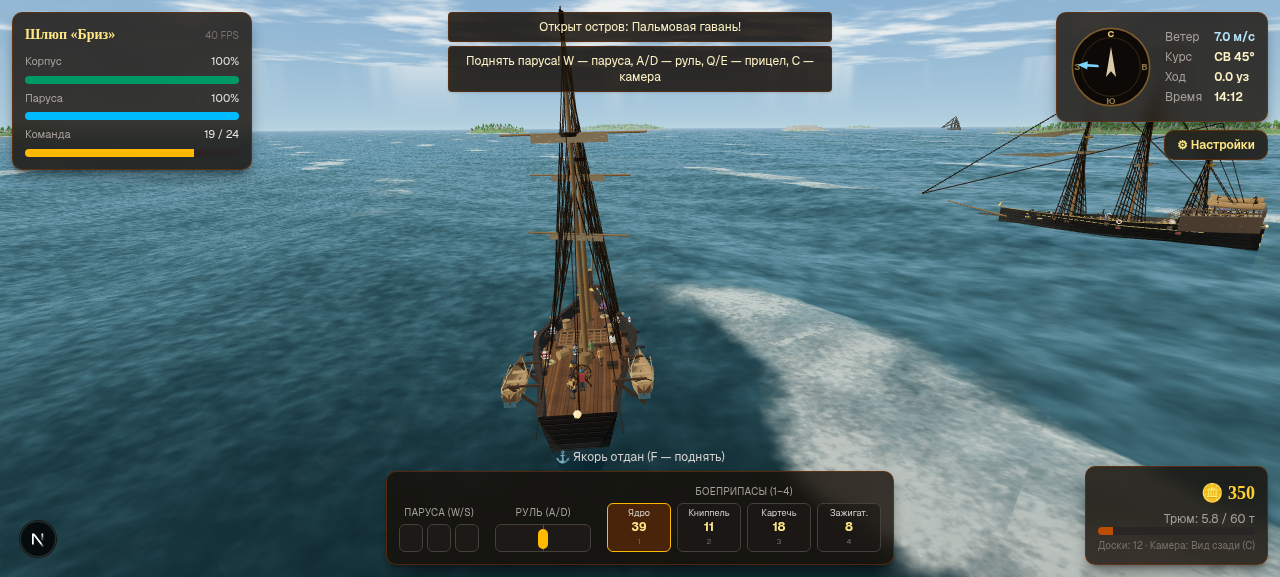 Шлюп «Бриз» 40 FPS
Корпус 100%
Паруса 100%
Команда 19 / 24
Открыт остров: Пальмовая гавань!
Поднять паруса! W — паруса, A/D — руль, Q/E — прицел, C —
камера
С
З
В
Ю
Ветер 7.0 м/с
Курс СВ 45°
Ход 0.0 уз
Время 14:12
⚙ Настройки
⚓ Якорь отдан (F — поднять)
ПАРУСА (W/S)
РУЛЬ (A/D)
БОЕПРИПАСЫ (1–4)
Ядро
39
1
Книппель
11
2
Картечь
18
3
Зажигат.
8
4
350
Трюм: 5.8 / 60 т
Доски: 12 · Камера: Вид сзади (C)
N